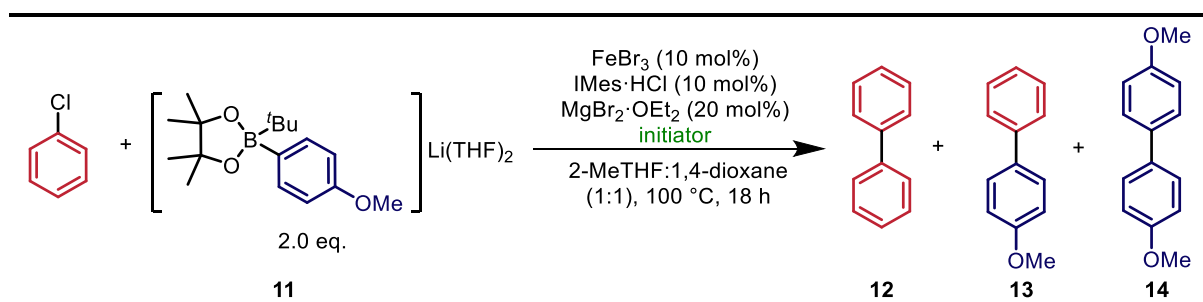 Cl
+
O
O
B
tBu
OMe
Li(THF)2
2.0 eq.
11
FeBr3 (10 mol%)
IMes·HCl (10 mol%)
MgBr2·OEt2 (20 mol%)
initiator
2-MeTHF:1,4-dioxane
(1:1), 100 °C, 18 h
12
+
OMe
13
+
OMe
OMe
14